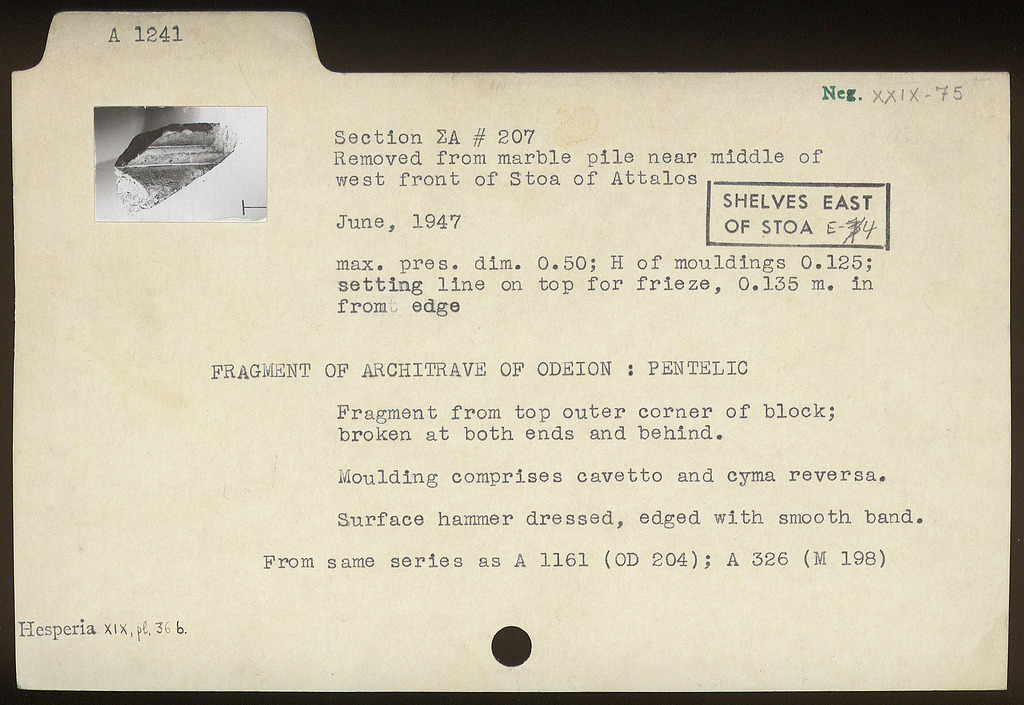 A 1241
Neg. XXIX-75
Section ΣA # 207
Removed from marble pile near middle of
west front of Stoa of Attalos
SHELVES EAST
OF STOA E-4
June, 1947
max. pres. dim. 0.50; H of mouldings 0.125;
setting line on top for frieze, 0.135 m. in
from edge
FRAGMENT OF ARCHITRAVE OF ODEION : PENTELIC
Fragment from top outer corner of block;
broken at both ends and behind.
Moulding comprises cavetto and cyma reversa.
Surface hammer dressed, edged with smooth band.
From same series as A 1161 (OD 204); A 326 (M 198)
Hesperia XIX, pl. 36 b.